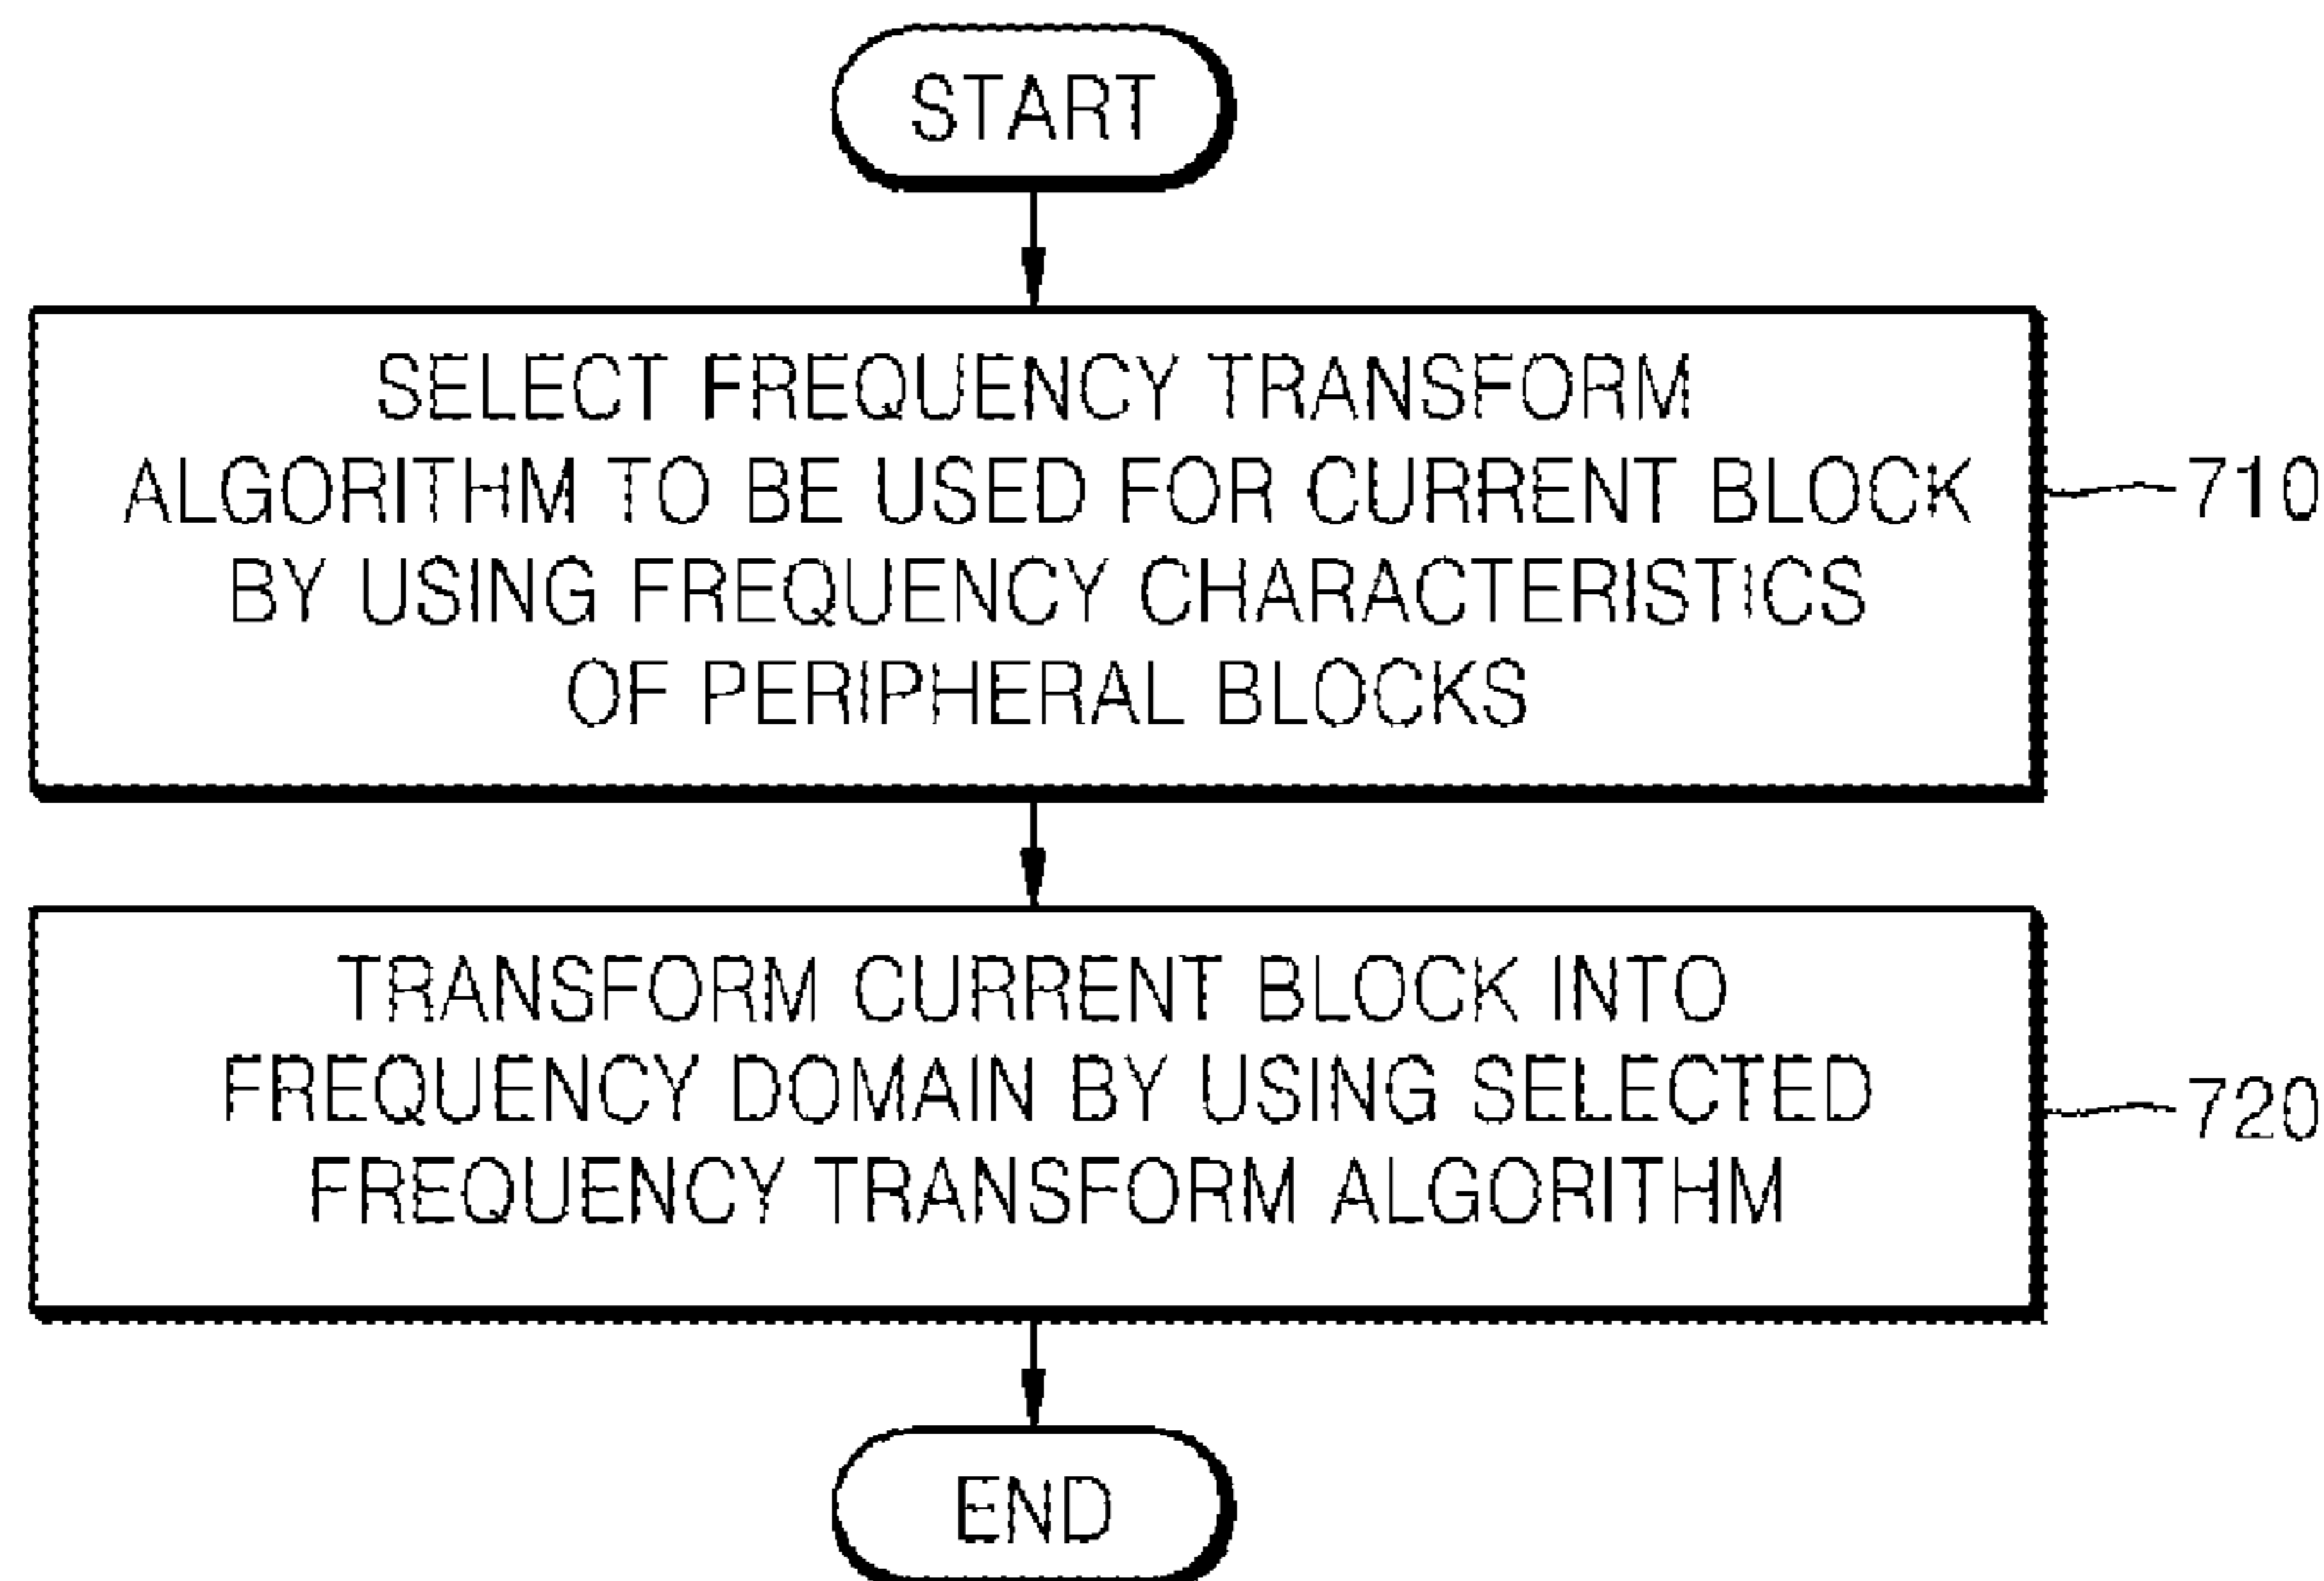 START
SELECT FREQUENCY TRANSFORM
ALGORITHM TO BE USED FOR CURRENT BLOCK
BY USING FREQUENCY CHARACTERISTICS
OF PERIPHERAL BLOCKS
710
TRANSFORM CURRENT BLOCK INTO
FREQUENCY DOMAIN BY USING SELECTED
FREQUENCY TRANSFORM ALGORITHM
720
END